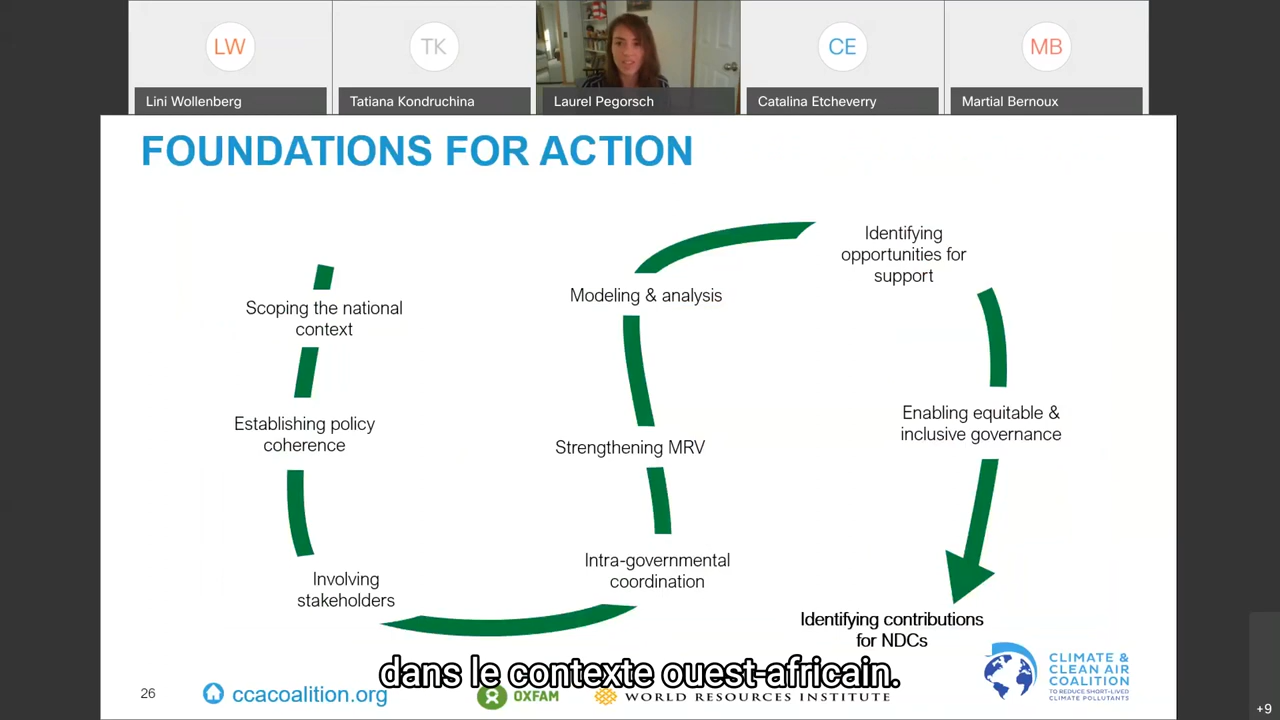 LW
TK
CE
MB
Lini Wollenberg
Tatiana Kondruchina
Laurel Pegorsch
Catalina Etcheverry
Martial Bernoux
FOUNDATIONS FOR ACTION
Scoping the national
context
Establishing policy
coherence
Involving
stakeholders
Intra-governmental
coordination
Strengthening MRV
Modeling & analysis
Identifying
opportunities for
support
Enabling equitable &
inclusive governance
Identifying contributions
for NDCs
dans le contexte ouest-africain.
26
ccacoalition.org
OXFAM
WORLD RESOURCES INSTITUTE
CLIMATE &
CLEAN AIR
COALITION
TO REDUCE SHORT-LIVED
CLIMATE POLLUTANTS
+9